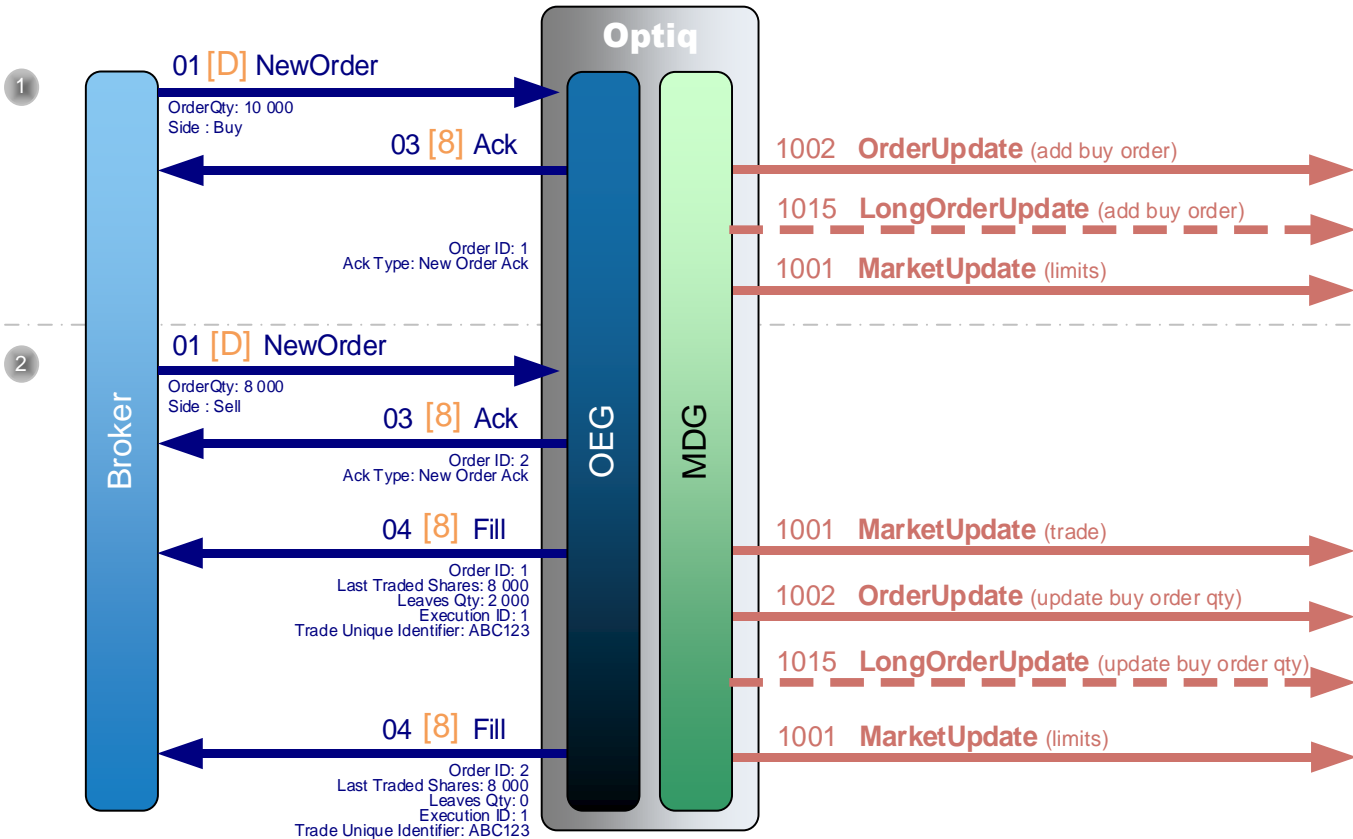 Optiq
1
01 [D] NewOrder
OrderQty: 10 000
Side : Buy
03 [8] Ack
Order ID: 1
Ack Type: New Order Ack
1002 OrderUpdate (add buy order)
1015 LongOrderUpdate (add buy order)
1001 MarketUpdate (limits)
2
01 [D] NewOrder
OrderQty: 8 000
Side : Sell
03 [8] Ack
Order ID: 2
Ack Type: New Order Ack
Broker
OEG
MDG
04 [8] Fill
Order ID: 1
Last Traded Shares: 8 000
Leaves Qty: 2 000
Execution ID: 1
Trade Unique Identifier: ABC123
1001 MarketUpdate (trade)
1002 OrderUpdate (update buy order qty)
1015 LongOrderUpdate (update buy order qty)
04 [8] Fill
Order ID: 2
Last Traded Shares: 8 000
Leaves Qty: 0
Execution ID: 1
Trade Unique Identifier: ABC123
1001 MarketUpdate (limits)